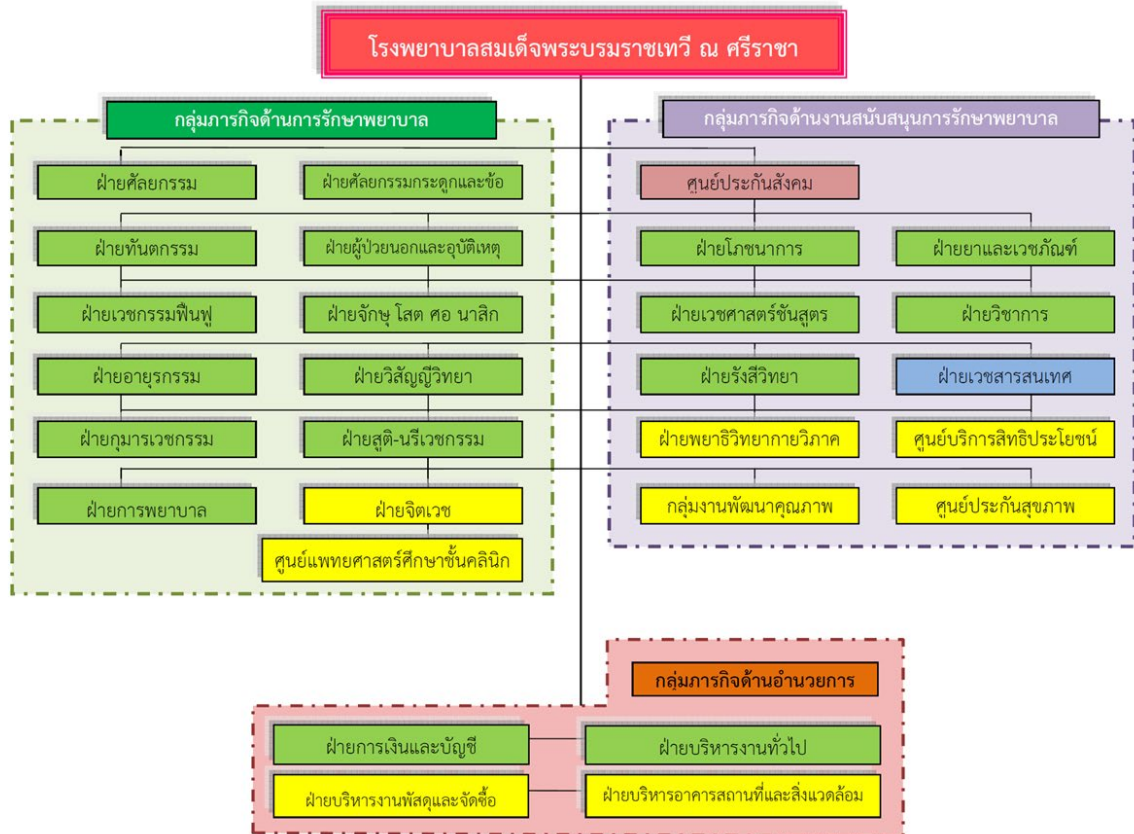 โรงพยาบาลสมเด็จพระบรมราชเทวี ณ ศรีราชา
กลุ่มภารกิจด้านการรักษาพยาบาล
ฝ่ายศัลยกรรม
ฝ่ายศัลยกรรมกระดูกและข้อ
ฝ่ายทันตกรรม
ฝ่ายผู้ป่วยนอกและอุบัติเหตุ
ฝ่ายเวชกรรมฟื้นฟู
ฝ่ายจักษุ โสต ศอ นาสิก
ฝ่ายอายุรกรรม
ฝ่ายวิสัญญีวิทยา
ฝ่ายกุมารเวชกรรม
ฝ่ายสูติ-นรีเวชกรรม
ฝ่ายการพยาบาล
ฝ่ายจิตเวช
ศูนย์แพทยศาสตร์ศึกษาชั้นคลินิก
กลุ่มภารกิจด้านงานสนับสนุนการรักษาพยาบาล
ศูนย์ประกันสังคม
ฝ่ายโภชนาการ
ฝ่ายยาและเวชภัณฑ์
ฝ่ายเวชศาสตร์ชันสูตร
ฝ่ายวิชาการ
ฝ่ายรังสีวิทยา
ฝ่ายเวชสารสนเทศ
ฝ่ายพยาธิวิทยากายวิภาค
ศูนย์บริการสิทธิประโยชน์
กลุ่มงานพัฒนาคุณภาพ
ศูนย์ประกันสุขภาพ
กลุ่มภารกิจด้านอำนวยการ
ฝ่ายการเงินและบัญชี
ฝ่ายบริหารงานทั่วไป
ฝ่ายบริหารงานพัสดุและจัดซื้อ
ฝ่ายบริหารอาคารสถานที่และสิ่งแวดล้อม